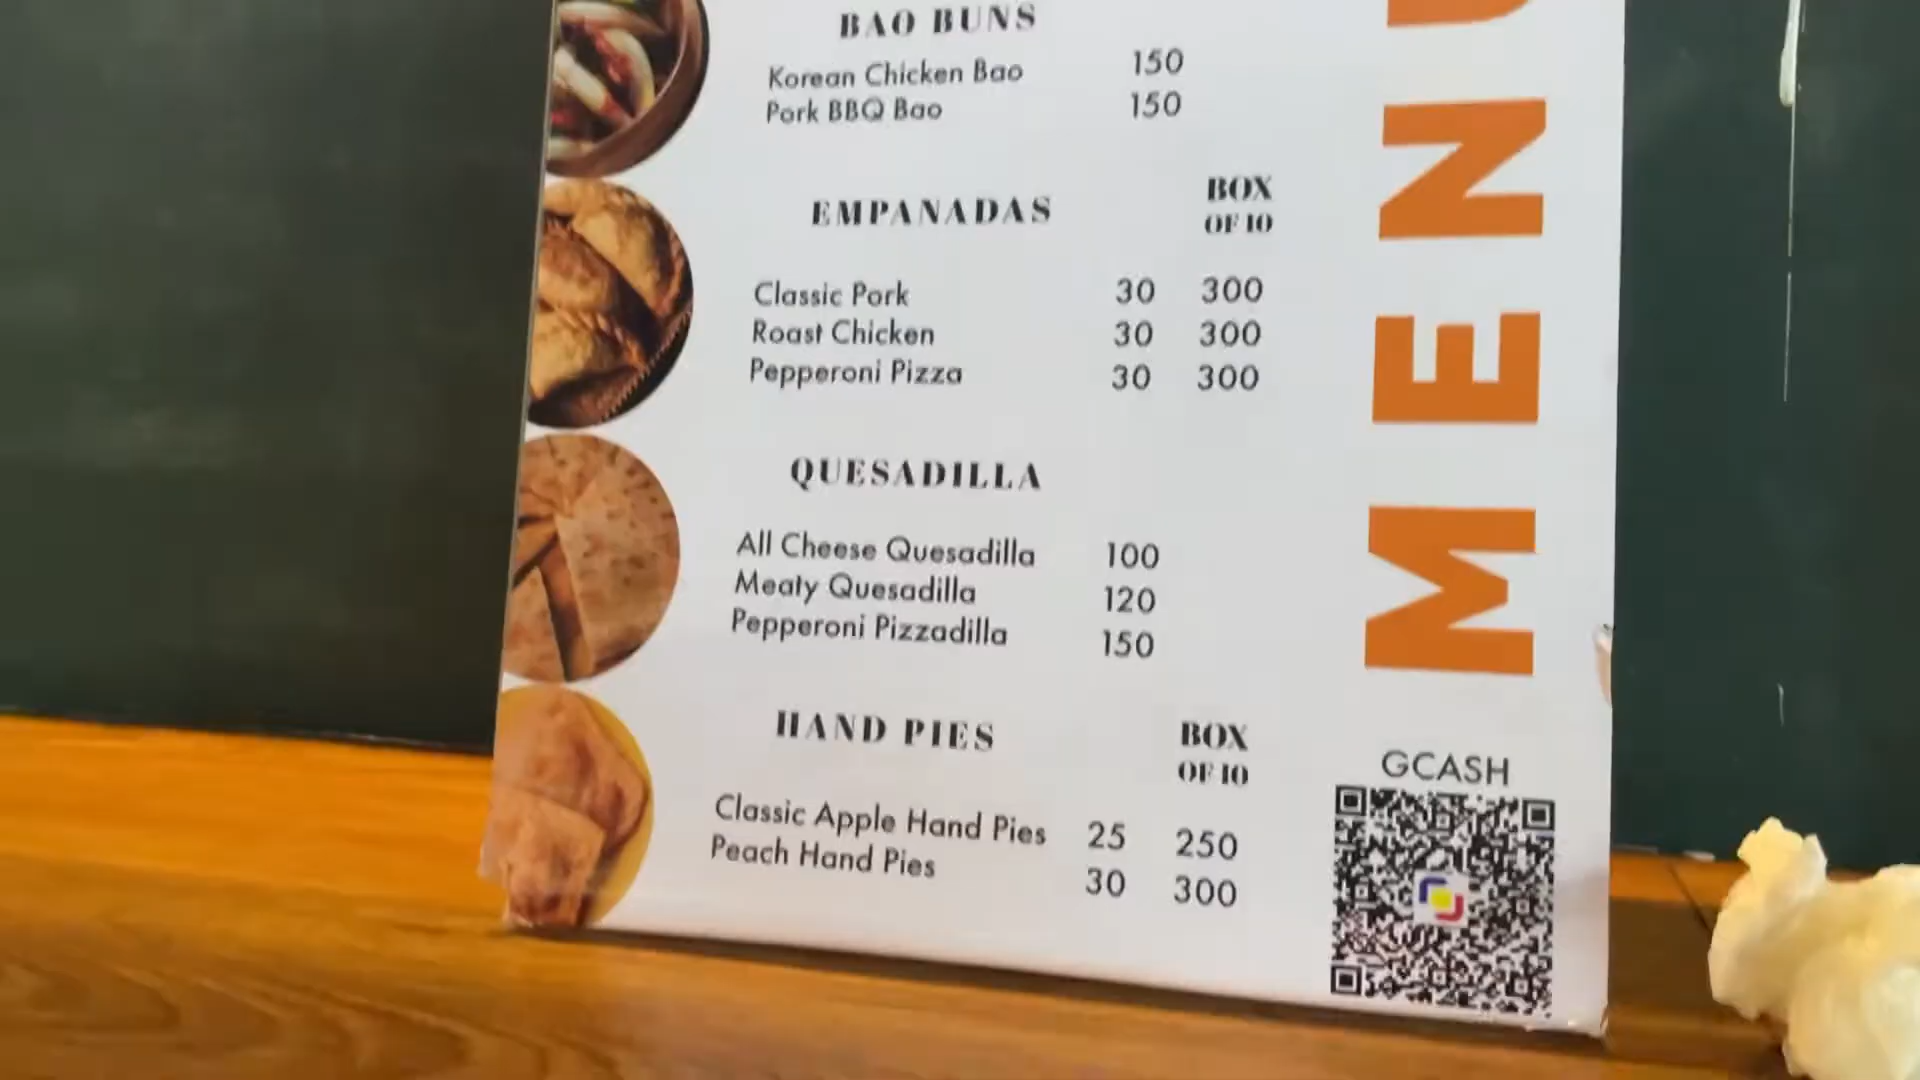 BAO BUNS
Korean Chicken Bao 150
Pork BBQ Bao 150
EMPANADAS BOX OF 10
Classic Pork 30 300
Roast Chicken 30 300
Pepperoni Pizza 30 300
QUESADILLA
All Cheese Quesadilla 100
Meaty Quesadilla 120
Pepperoni Pizzadilla 150
HAND PIES BOX OF 10
Classic Apple Hand Pies 25 250
Peach Hand Pies 30 300
MENU
GCASH